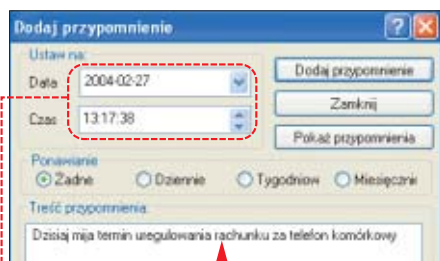 Dodaj przypomnienie
Ustaw na:
Data 2004-02-27
Czas 13:17:38
Dodaj przypomnienie
Zamknij
Pokaż przypomnienia
Ponawianie
Żadne Dziennie Tygodniow Miesięcznie
Treść przypomnienia:
Dzisiaj mija termin uregulowania rachunku za telefon komórkowy